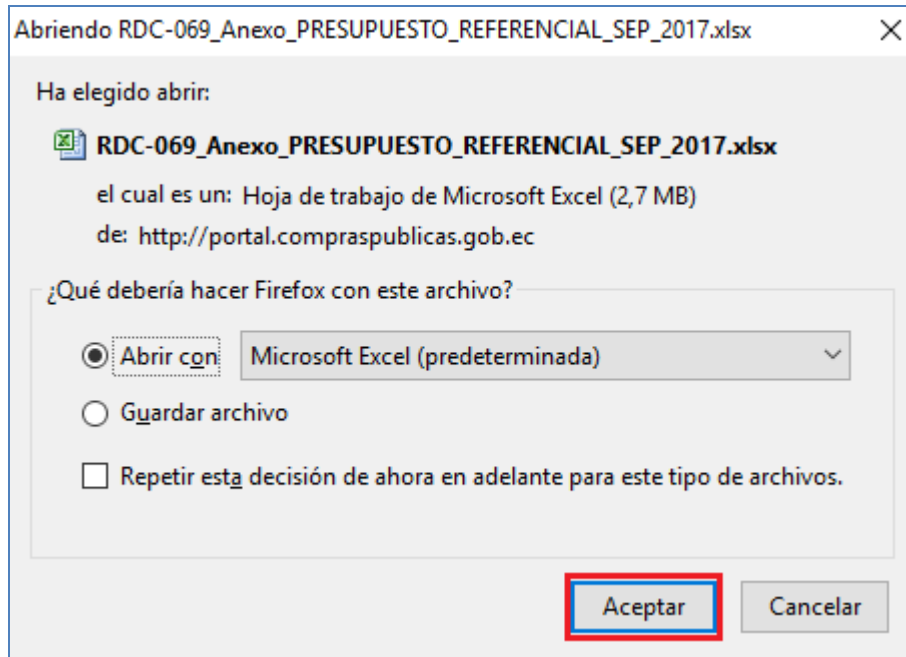 Abriendo RDC-069_Anexo_PRESUPUESTO_REFERENCIAL_SEP_2017.xlsx
Ha elegido abrir:
RDC-069_Anexo_PRESUPUESTO_REFERENCIAL_SEP_2017.xlsx
el cual es un: Hoja de trabajo de Microsoft Excel (2,7 MB)
de: http://portal.compraspublicas.gob.ec
¿Qué debería hacer Firefox con este archivo?
Abrir con Microsoft Excel (predeterminada)
Guardar archivo
Repetir esta decisión de ahora en adelante para este tipo de archivos.
Aceptar Cancelar